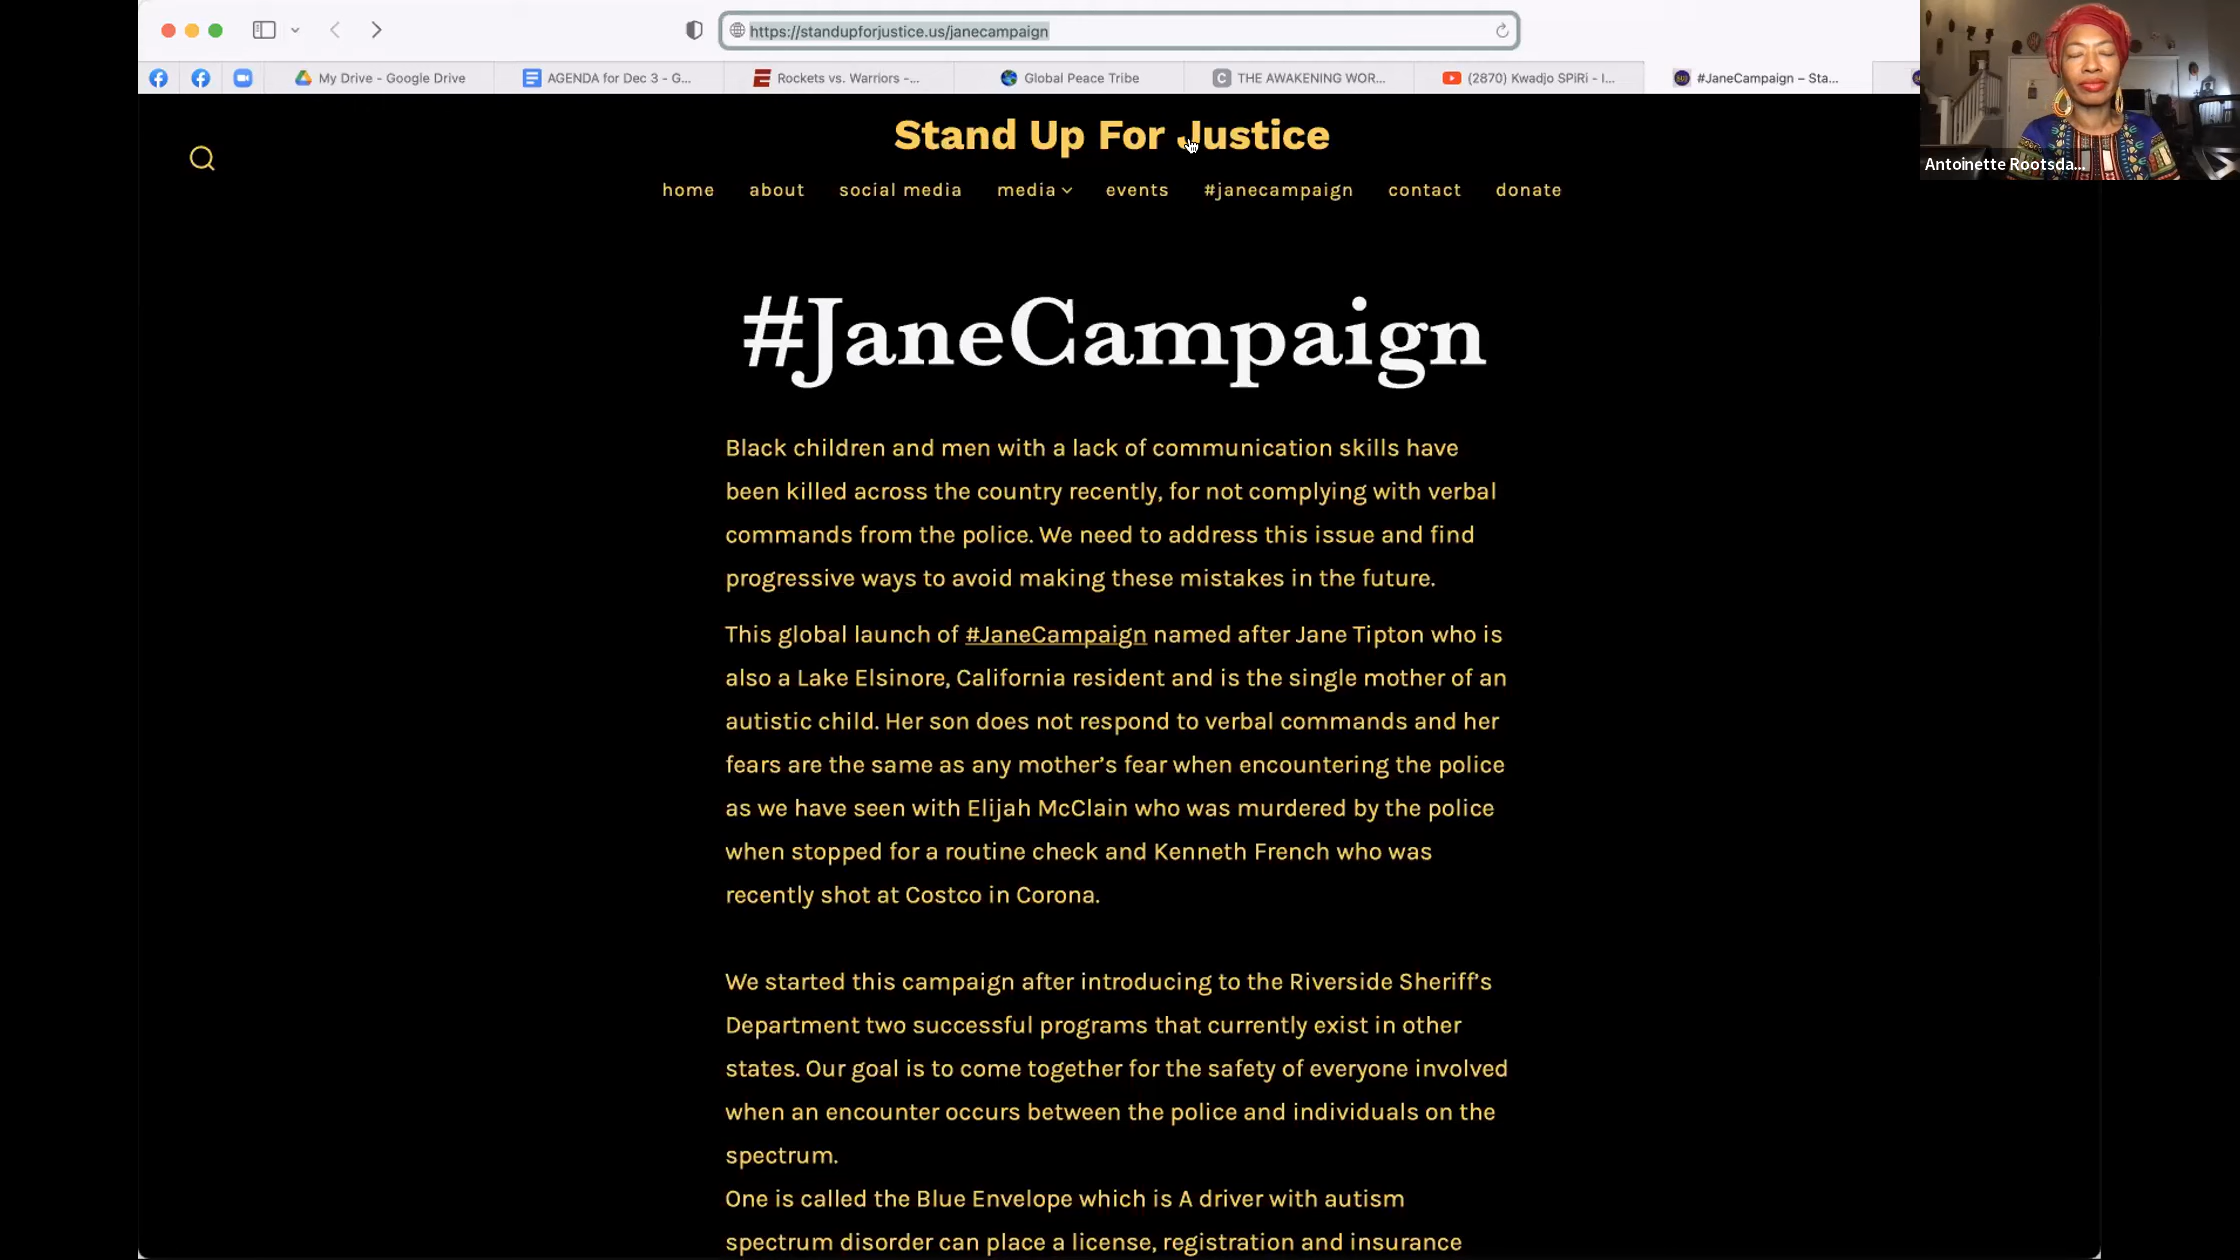 https://standupforjustice.us/janecampaign
My Drive - Google Drive
AGENDA for Dec 3 - G...
Rockets vs. Warriors -...
Global Peace Tribe
THE AWAKENING WOR...
(2870) Kwadjo SPiRi - I...
#JaneCampaign – Sta...
Antoinette Rootsda...
Stand Up For Justice
home about social media media events #janecampaign contact donate
#JaneCampaign
Black children and men with a lack of communication skills have
been killed across the country recently, for not complying with verbal
commands from the police. We need to address this issue and find
progressive ways to avoid making these mistakes in the future.
This global launch of #JaneCampaign named after Jane Tipton who is
also a Lake Elsinore, California resident and is the single mother of an
autistic child. Her son does not respond to verbal commands and her
fears are the same as any mother’s fear when encountering the police
as we have seen with Elijah McClain who was murdered by the police
when stopped for a routine check and Kenneth French who was
recently shot at Costco in Corona.
We started this campaign after introducing to the Riverside Sheriff’s
Department two successful programs that currently exist in other
states. Our goal is to come together for the safety of everyone involved
when an encounter occurs between the police and individuals on the
spectrum.
One is called the Blue Envelope which is A driver with autism
spectrum disorder can place a license, registration and insurance